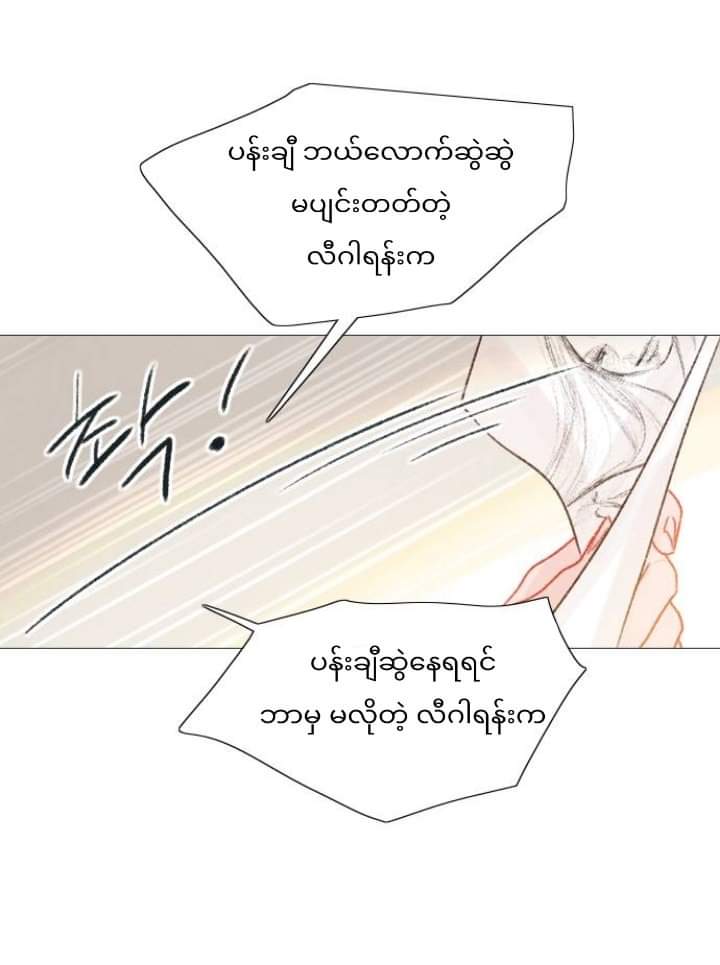 ပန်းချီ ဘယ်လောက်ဆွဲဆွဲ
မပျင်းတတ်တဲ့
လီဂါရန်းက
착!
ပန်းချီဆွဲနေရရင်
ဘာမှ မလိုတဲ့ လီဂါရန်းက